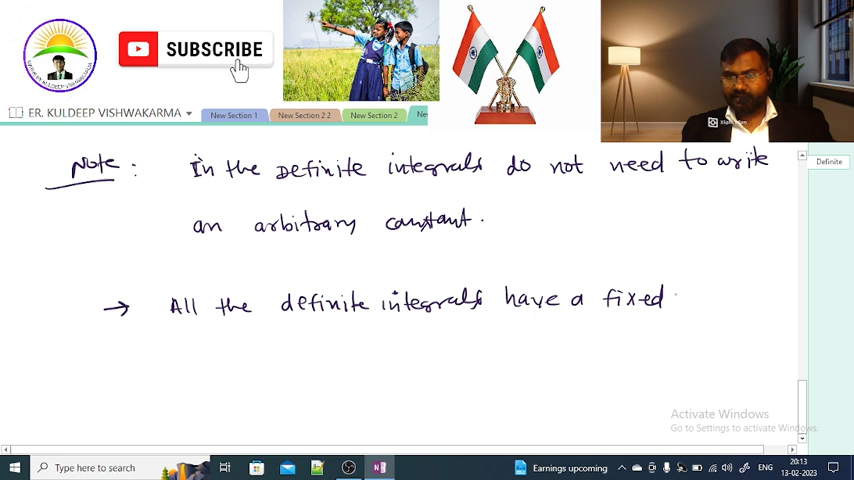 SUBSCRIBE
ER. KULDEEP VISHWAKARMA
New Section 1
New Section 2 2
New Section 2
Ne
Definite
Note : In the Definite integrals do not need to write
an arbitrary constant.
→ All the definite integrals have a fixed
Activate Windows
Go to Settings to activate Windows.
Type here to search
Earnings upcoming
ENG
20:13
13-02-2023